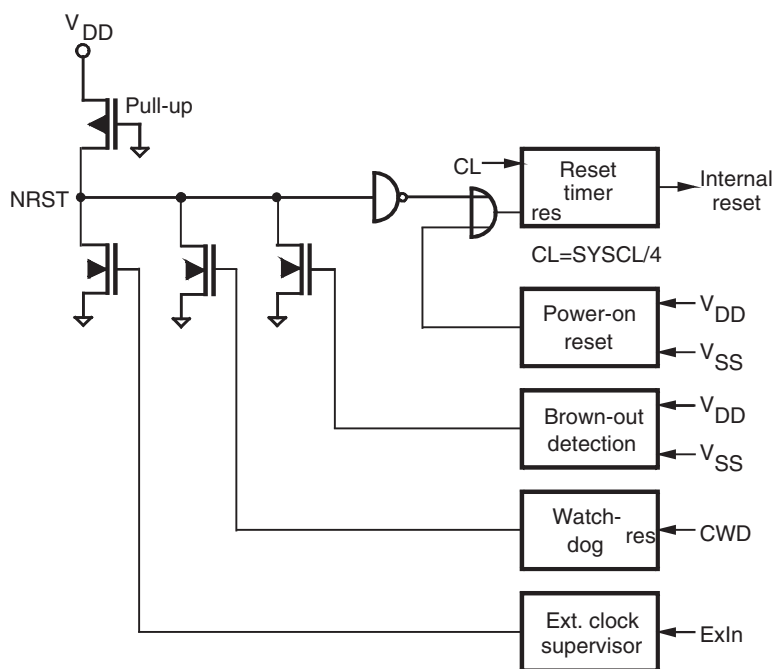 VDD
Pull-up
NRST
CL
Reset
timer
res
Internal
reset
CL=SYSCL/4
Power-on
reset
VDD
VSS
Brown-out
detection
VDD
VSS
Watch-
dog
res
CWD
Ext. clock
supervisor
ExIn